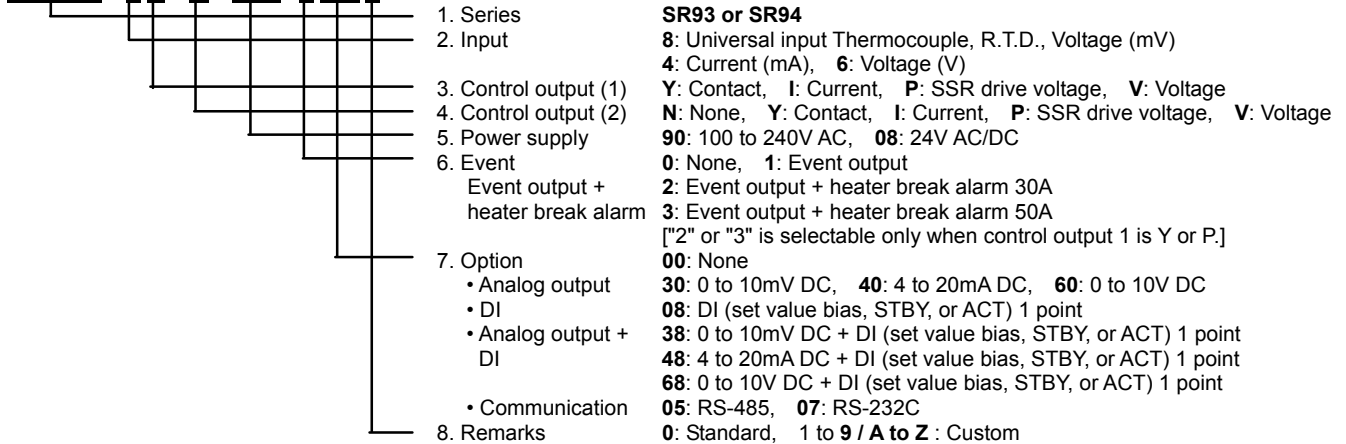 1. Series SR93 or SR94
2. Input 8: Universal input Thermocouple, R.T.D., Voltage (mV)
4: Current (mA), 6: Voltage (V)
3. Control output (1) Y: Contact, I: Current, P: SSR drive voltage, V: Voltage
4. Control output (2) N: None, Y: Contact, I: Current, P: SSR drive voltage, V: Voltage
5. Power supply 90: 100 to 240V AC, 08: 24V AC/DC
6. Event 0: None, 1: Event output
Event output + 2: Event output + heater break alarm 30A
heater break alarm 3: Event output + heater break alarm 50A
["2" or "3" is selectable only when control output 1 is Y or P.]
7. Option 00: None
• Analog output 30: 0 to 10mV DC, 40: 4 to 20mA DC, 60: 0 to 10V DC
• DI 08: DI (set value bias, STBY, or ACT) 1 point
• Analog output + 38: 0 to 10mV DC + DI (set value bias, STBY, or ACT) 1 point
DI 48: 4 to 20mA DC + DI (set value bias, STBY, or ACT) 1 point
68: 0 to 10V DC + DI (set value bias, STBY, or ACT) 1 point
• Communication 05: RS-485, 07: RS-232C
8. Remarks 0: Standard, 1 to 9 / A to Z : Custom